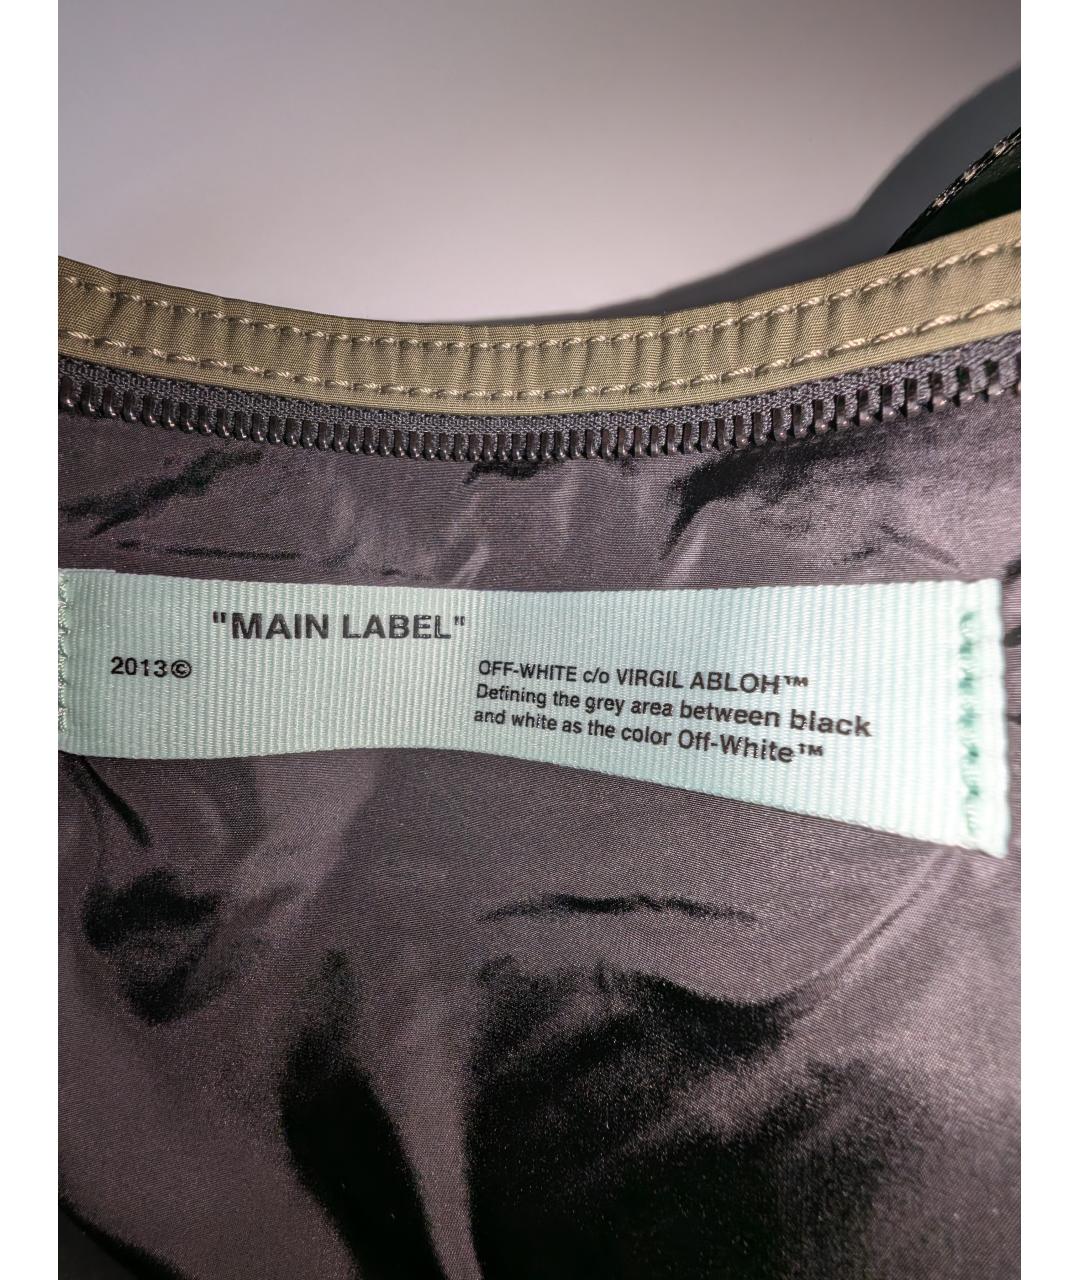 "MAIN LABEL"
2013©
OFF-WHITE c/o VIRGIL ABLOH™
Defining the grey area between black
and white as the color Off-White™